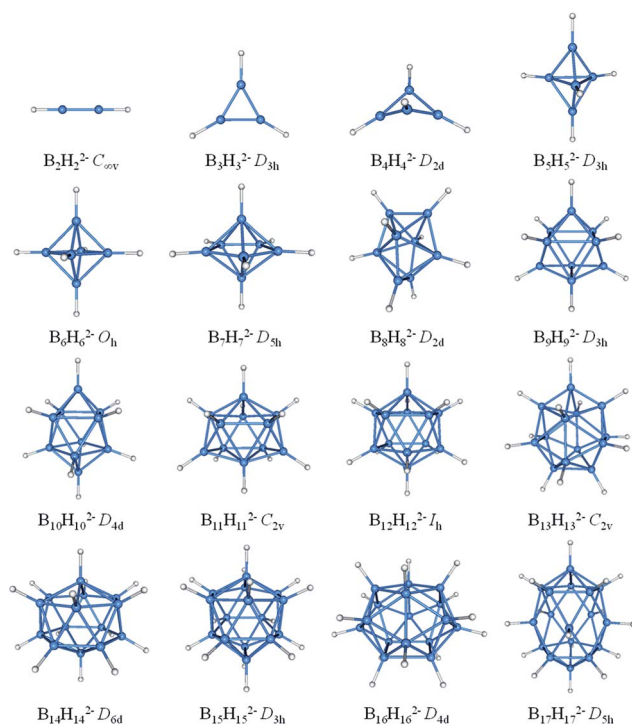 B₂H₂²⁻ C∞v B₃H₃²⁻ D₃h B₄H₄²⁻ D₂d B₅H₅²⁻ D₃h
B₆H₆²⁻ Oh B₇H₇²⁻ D₅h B₈H₈²⁻ D₂d B₉H₉²⁻ D₃h
B₁₀H₁₀²⁻ D₄d B₁₁H₁₁²⁻ C₂v B₁₂H₁₂²⁻ Ih B₁₃H₁₃²⁻ C₂v
B₁₄H₁₄²⁻ D₆d B₁₅H₁₅²⁻ D₃h B₁₆H₁₆²⁻ D₄d B₁₇H₁₇²⁻ D₅h